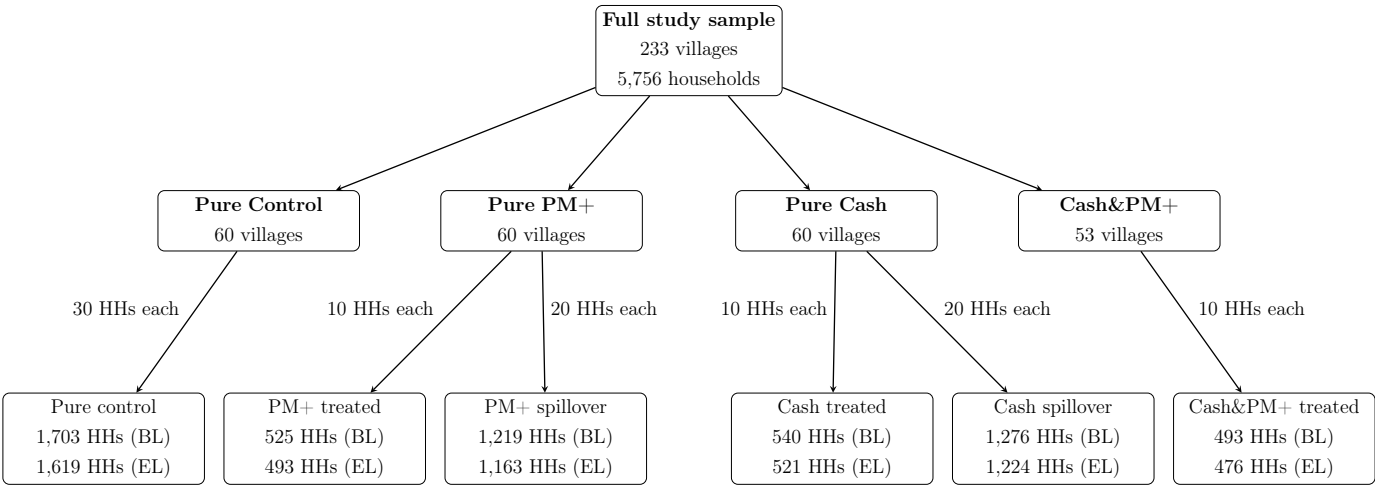 Full study sample
233 villages
5,756 households
Pure Control
60 villages
Pure PM+
60 villages
Pure Cash
60 villages
Cash&PM+
53 villages
30 HHs each
10 HHs each
20 HHs each
10 HHs each
20 HHs each
10 HHs each
Pure control
1,703 HHs (BL)
1,619 HHs (EL)
PM+ treated
525 HHs (BL)
493 HHs (EL)
PM+ spillover
1,219 HHs (BL)
1,163 HHs (EL)
Cash treated
540 HHs (BL)
521 HHs (EL)
Cash spillover
1,276 HHs (BL)
1,224 HHs (EL)
Cash&PM+ treated
493 HHs (BL)
476 HHs (EL)